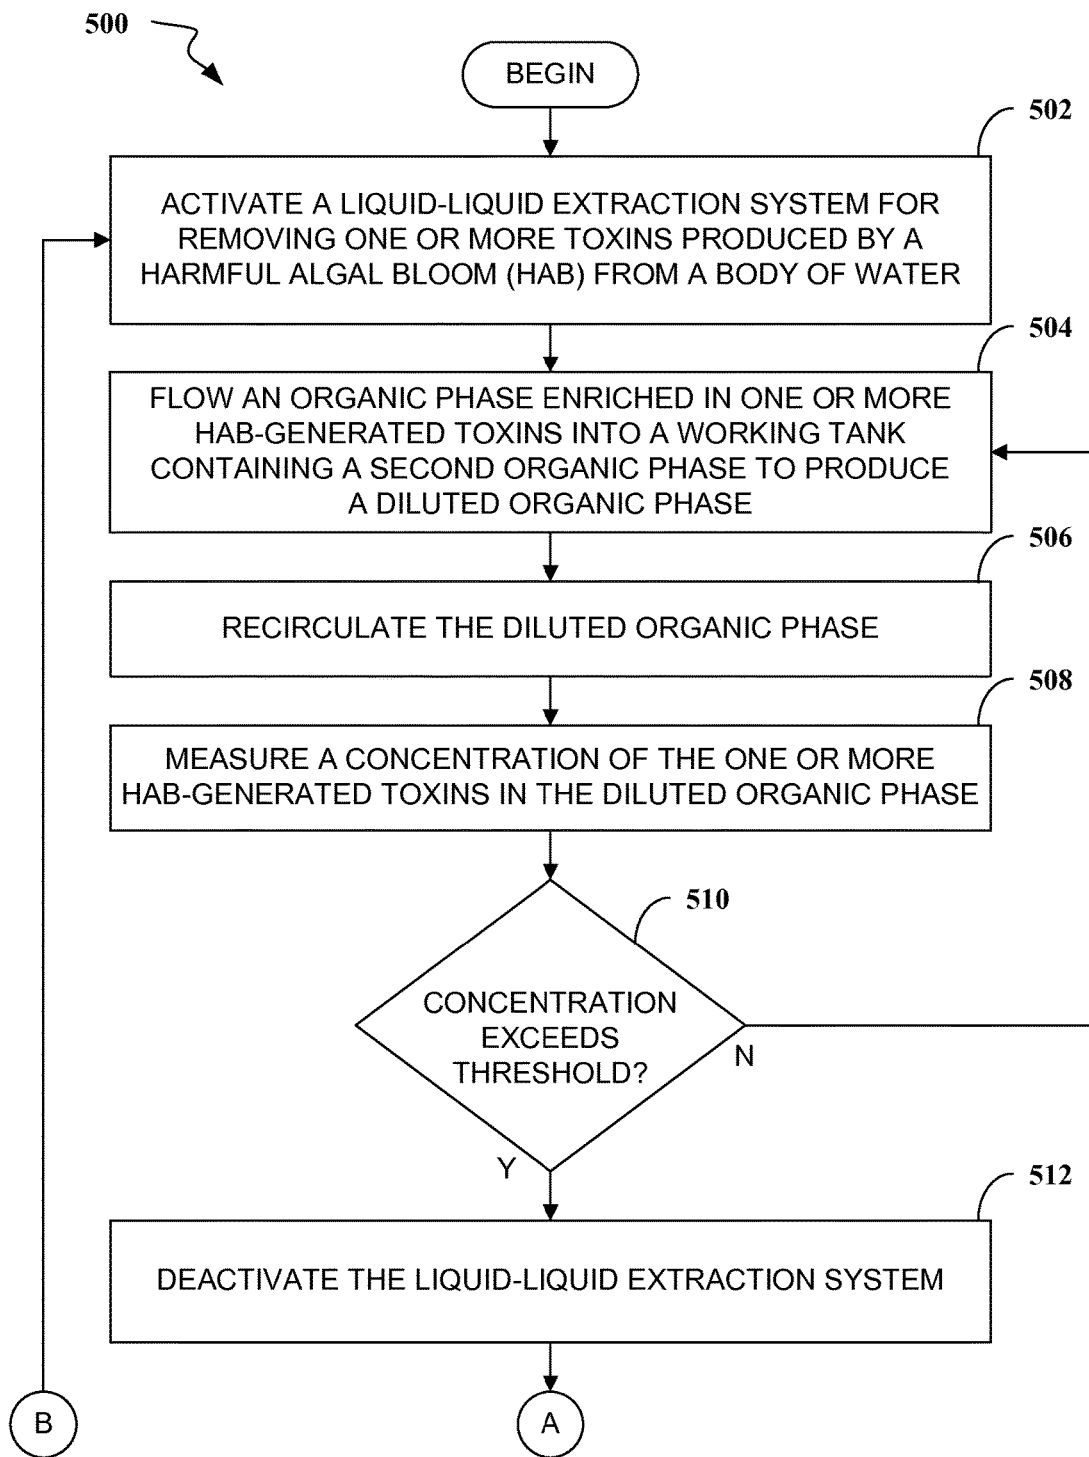 500
BEGIN
502
ACTIVATE A LIQUID-LIQUID EXTRACTION SYSTEM FOR
REMOVING ONE OR MORE TOXINS PRODUCED BY A
HARMFUL ALGAL BLOOM (HAB) FROM A BODY OF WATER
504
FLOW AN ORGANIC PHASE ENRICHED IN ONE OR MORE
HAB-GENERATED TOXINS INTO A WORKING TANK
CONTAINING A SECOND ORGANIC PHASE TO PRODUCE
A DILUTED ORGANIC PHASE
506
RECIRCULATE THE DILUTED ORGANIC PHASE
508
MEASURE A CONCENTRATION OF THE ONE OR MORE
HAB-GENERATED TOXINS IN THE DILUTED ORGANIC PHASE
510
CONCENTRATION
EXCEEDS
THRESHOLD?
N
Y
512
DEACTIVATE THE LIQUID-LIQUID EXTRACTION SYSTEM
B
A